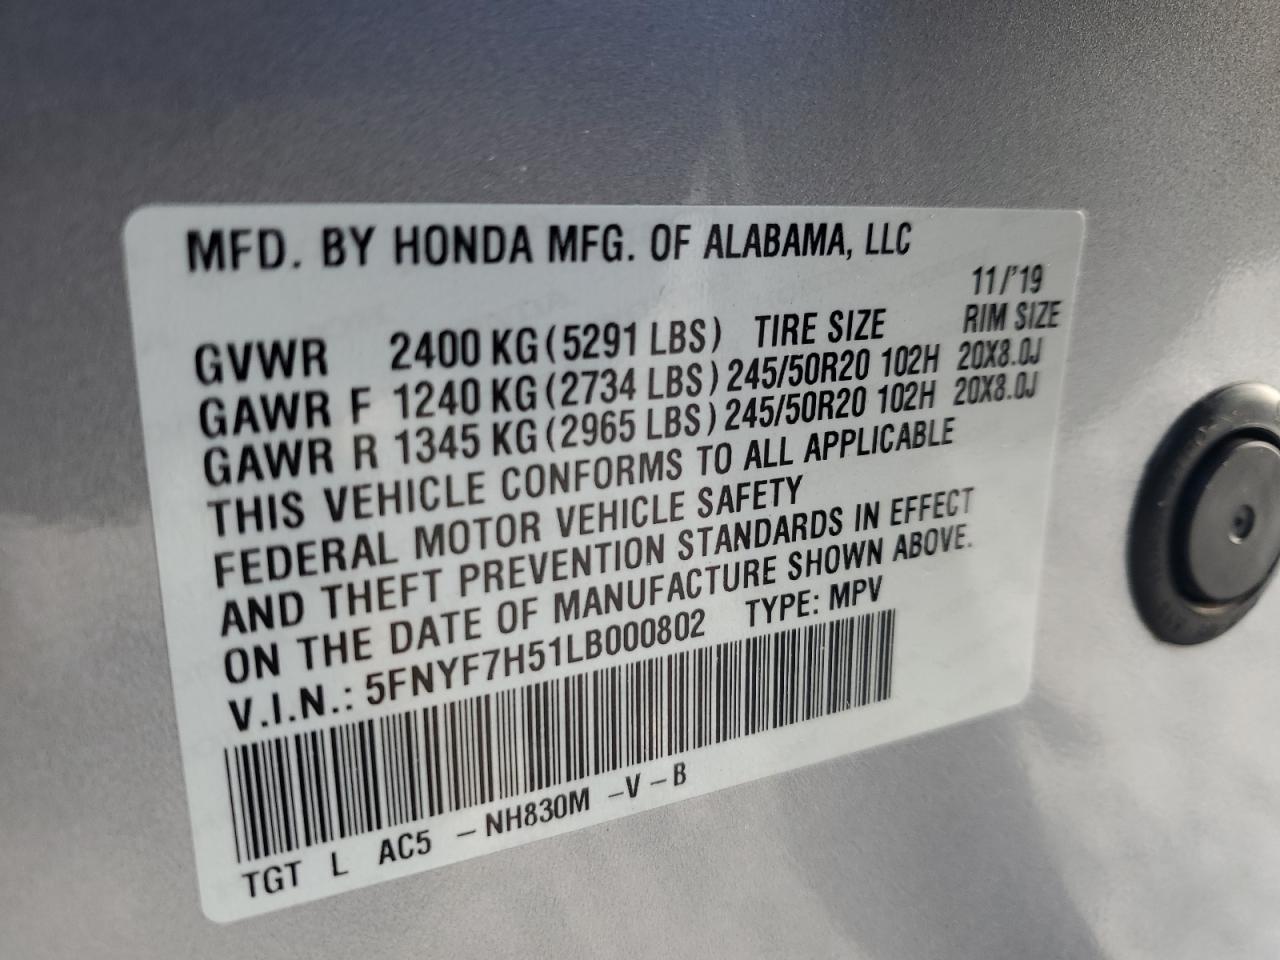 MFD. BY HONDA MFG. OF ALABAMA, LLC
11/'19
GVWR 2400 KG (5291 LBS) TIRE SIZE RIM SIZE
GAWR F 1240 KG (2734 LBS) 245/50R20 102H 20X8.0J
GAWR R 1345 KG (2965 LBS) 245/50R20 102H 20X8.0J
THIS VEHICLE CONFORMS TO ALL APPLICABLE
FEDERAL MOTOR VEHICLE SAFETY
AND THEFT PREVENTION STANDARDS IN EFFECT
ON THE DATE OF MANUFACTURE SHOWN ABOVE.
V.I.N.: 5FNYF7H51LB000802 TYPE: MPV
TGT L AC5 – NH830M – V – B